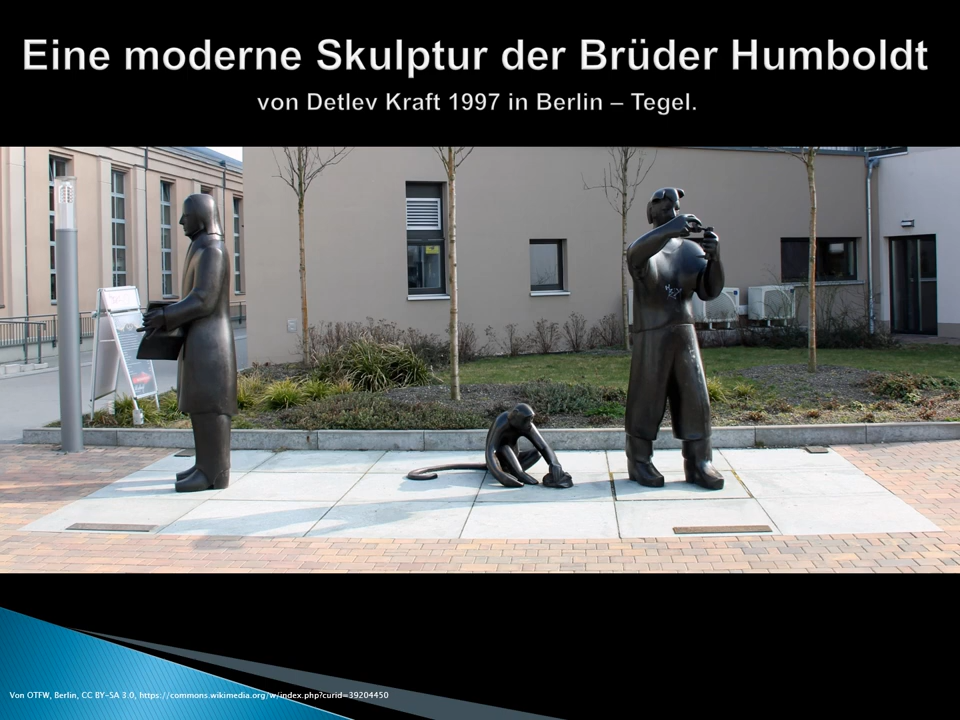 Eine moderne Skulptur der Brüder Humboldt
von Detlev Kraft 1997 in Berlin – Tegel.
Von OTFW, Berlin, CC BY-SA 3.0, https://commons.wikimedia.org/w/index.php?curid=39204450